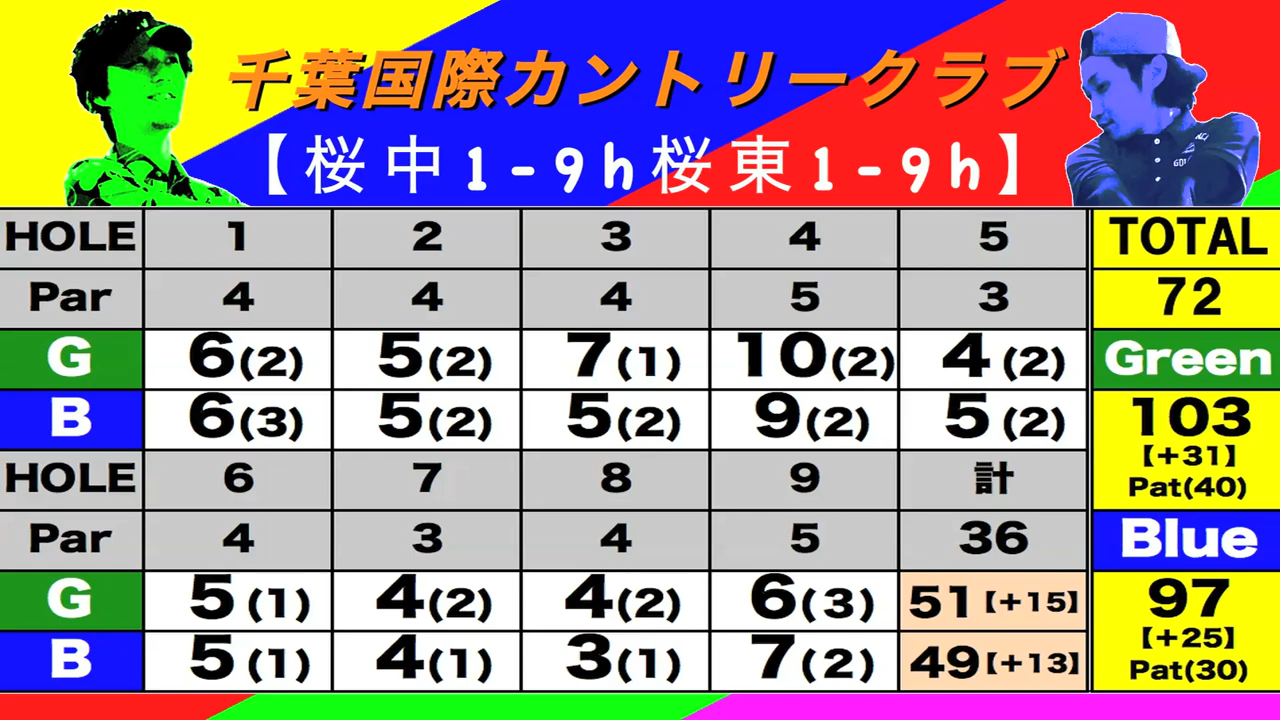 千葉国際カントリークラブ
【桜中1-9h桜東1-9h】
HOLE 1 2 3 4 5 TOTAL
Par 4 4 4 5 3 72
G 6(2) 5(2) 7(1) 10(2) 4(2) Green
B 6(3) 5(2) 5(2) 9(2) 5(2) 103
【+31】
HOLE 6 7 8 9 計 Pat(40)
Par 4 3 4 5 36 Blue
G 5(1) 4(2) 4(2) 6(3) 51【+15】 97
【+25】
B 5(1) 4(1) 3(1) 7(2) 49【+13】 Pat(30)